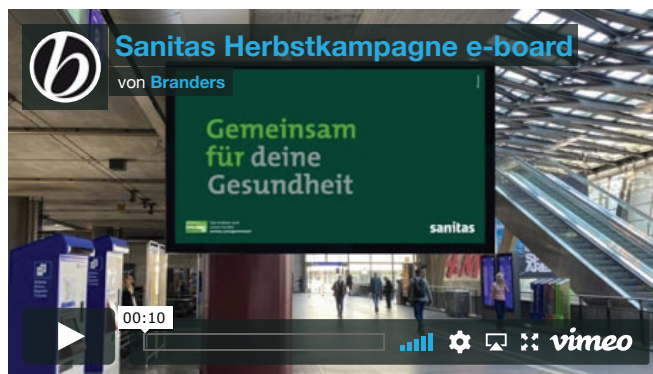 b
Sanitas Herbstkampagne e-board
von Branders
Gemeinsam
für deine
Gesundheit
sanitas
00:10
vimeo